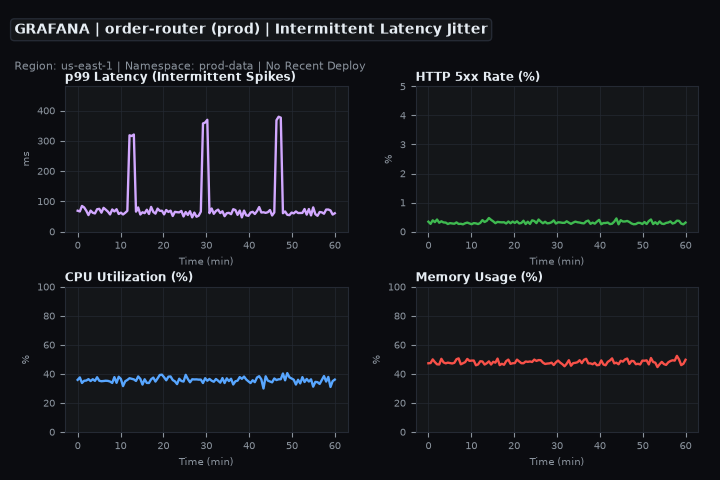 GRAFANA | order-router (prod) | Intermittent Latency Jitter
Region: us-east-1 | Namespace: prod-data | No Recent Deploy
p99 Latency (Intermittent Spikes)
400
300
200
100
0
ms
0 10 20 30 40 50 60
Time (min)
HTTP 5xx Rate (%)
5
4
3
2
1
0
%
0 10 20 30 40 50 60
Time (min)
CPU Utilization (%)
100
80
60
40
20
0
%
0 10 20 30 40 50 60
Time (min)
Memory Usage (%)
100
80
60
40
20
0
%
0 10 20 30 40 50 60
Time (min)